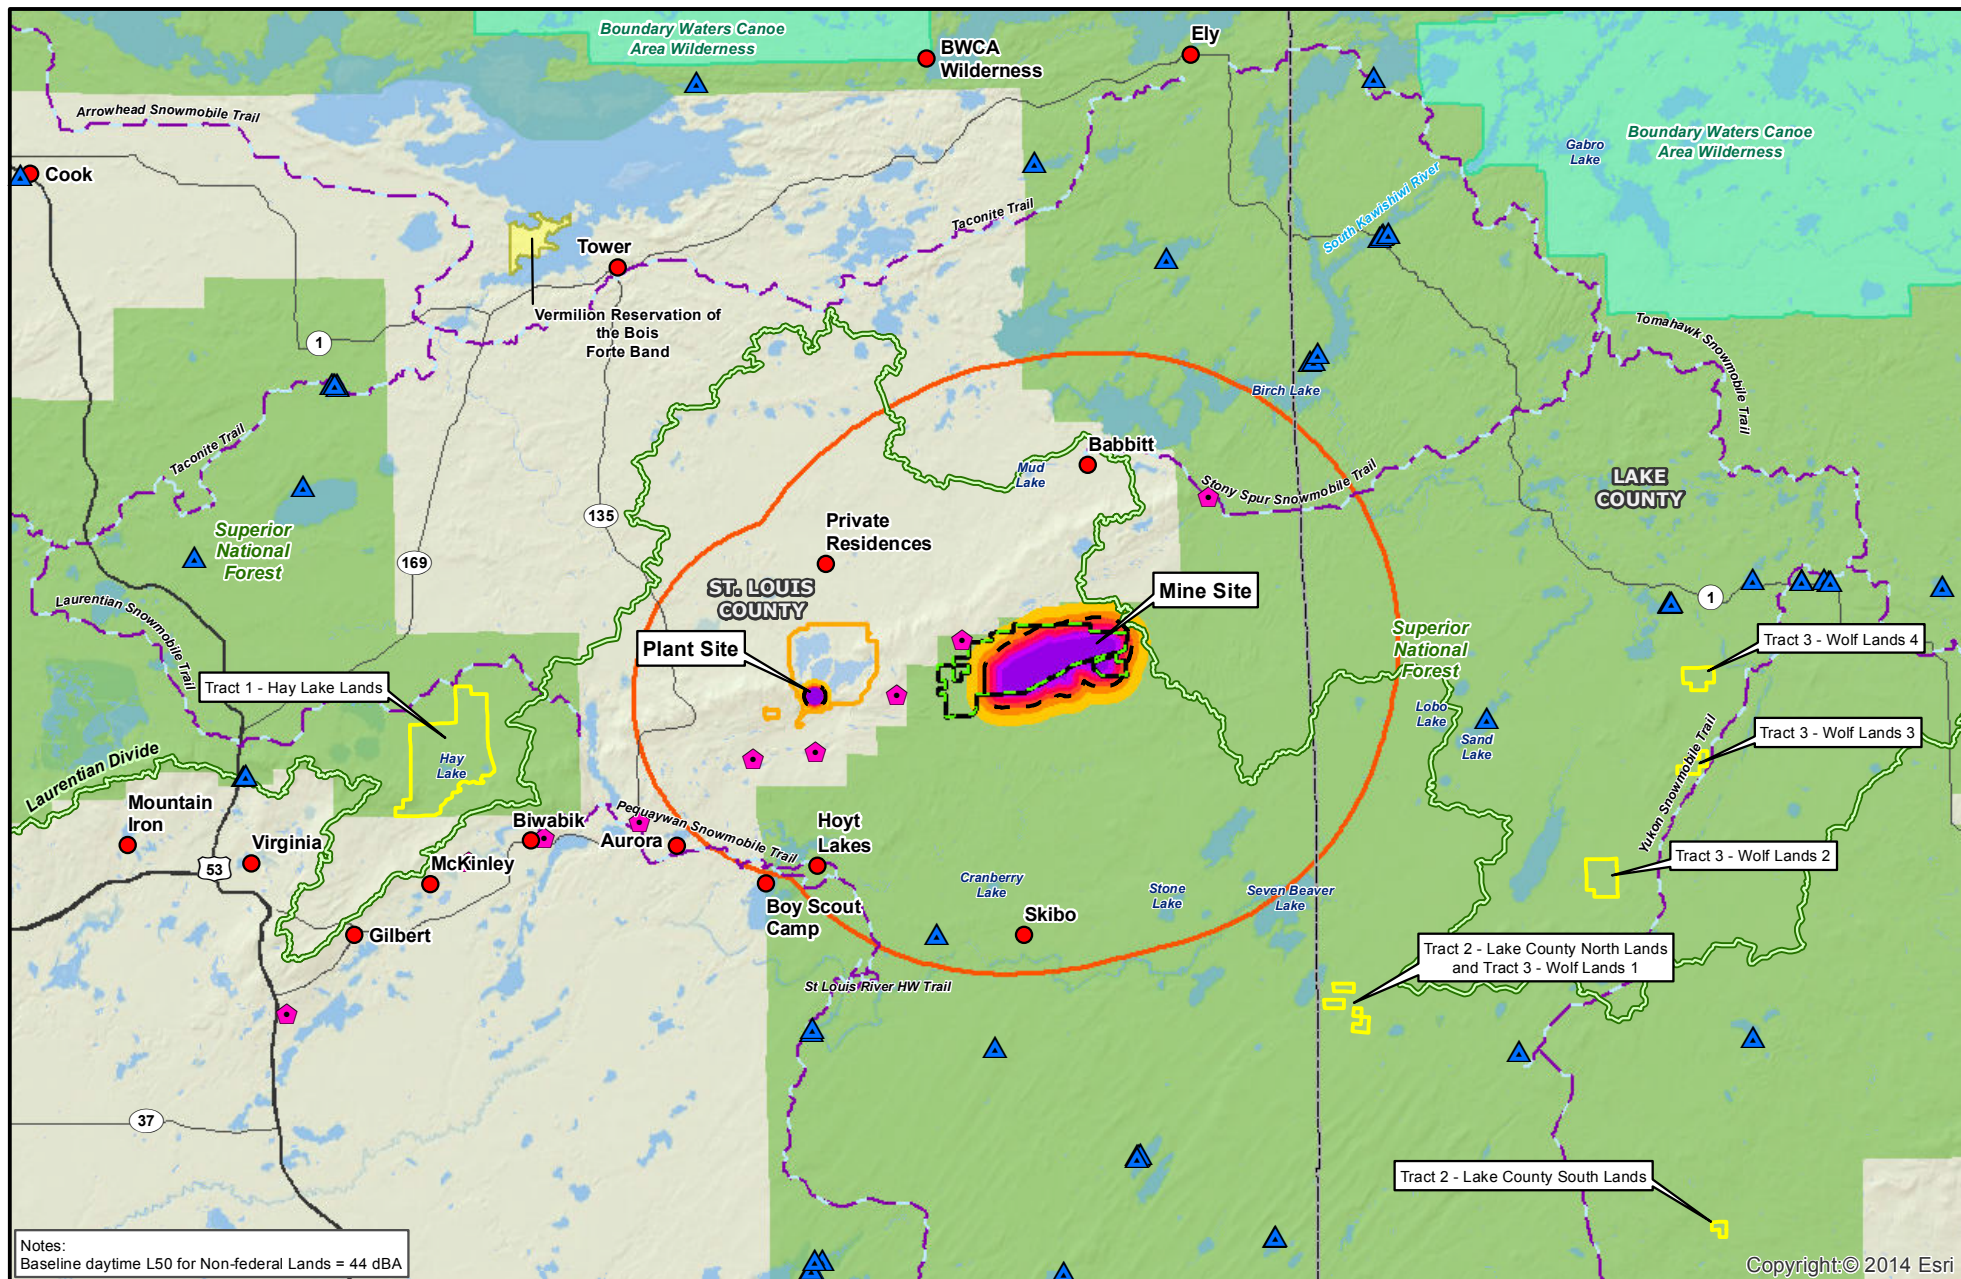 Boundary Waters Canoe
Area Wilderness
BWCA
Wilderness
Ely
Arrowhead Snowmobile Trail
Cook
Gabro
Lake
Boundary Waters Canoe
Area Wilderness
South Kawishiwi River
Taconite Trail
Tower
Vermilion Reservation of
the Bois
Forte Band
1
Tomahawk Snowmobile Trail
Birch Lake
Taconite Trail
Babbitt
Mud
Lake
Stony Spur Snowmobile Trail
LAKE
COUNTY
Superior
National
Forest
135
169
Private
Residences
ST. LOUIS
COUNTY
Mine Site
Laurentian Snowmobile Trail
1
Superior
National
Forest
Plant Site
Tract 3 - Wolf Lands 4
Tract 1 - Hay Lake Lands
Lobo
Lake
Sand
Lake
Tract 3 - Wolf Lands 3
Hay
Lake
Laurentian Divide
Yukon Snowmobile Trail
Mountain
Iron
Virginia
Biwabik
Pequaywan Snowmobile Trail
Aurora
Hoyt
Lakes
McKinley
53
Tract 3 - Wolf Lands 2
Cranberry
Lake
Stone
Lake
Seven Beaver
Lake
Boy Scout
Camp
Skibo
Gilbert
Tract 2 - Lake County North Lands
and Tract 3 - Wolf Lands 1
St Louis River HW Trail
37
Tract 2 - Lake County South Lands
Notes:
Baseline daytime L50 for Non-federal Lands = 44 dBA
Copyright:© 2014 Esri